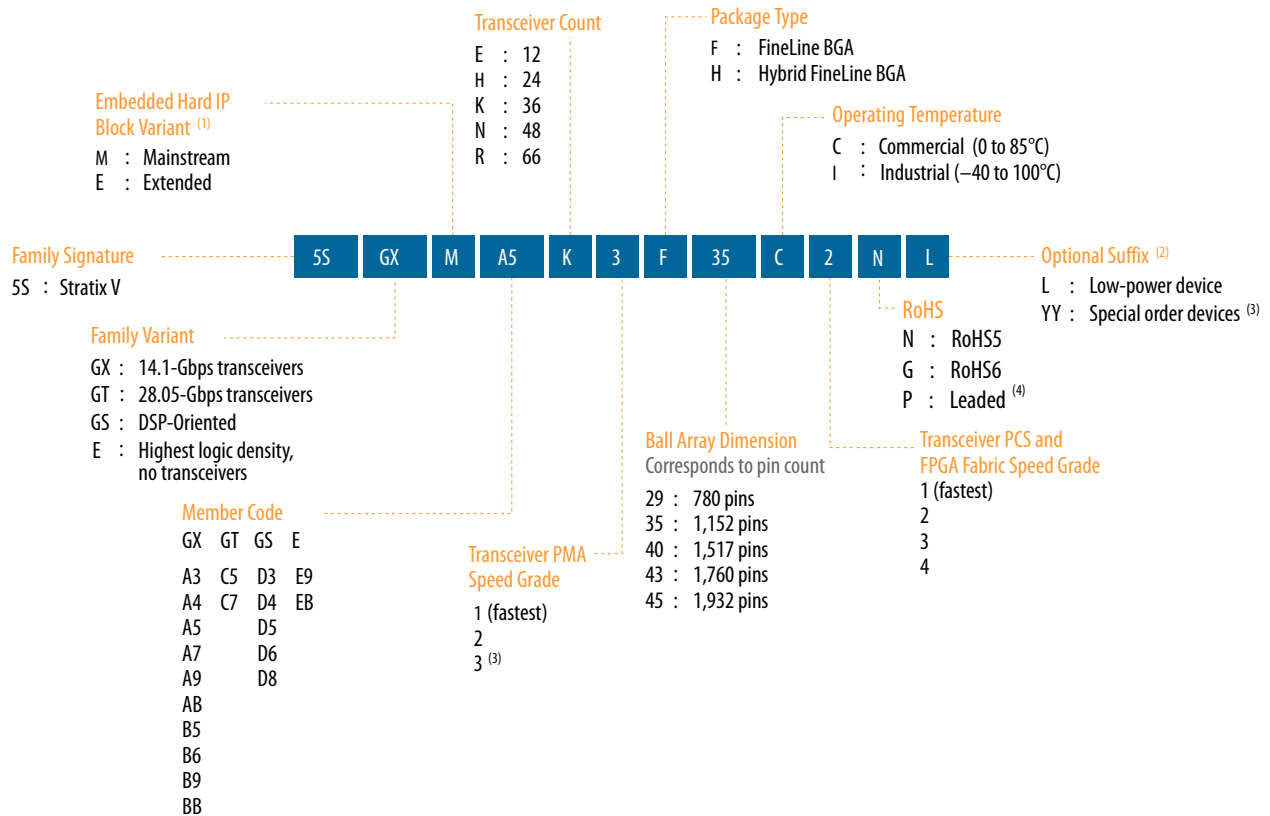 Transceiver Count
E : 12
H : 24
K : 36
N : 48
R : 66
Package Type
F : FineLine BGA
H : Hybrid FineLine BGA
Embedded Hard IP
Block Variant (1)
M : Mainstream
E : Extended
Operating Temperature
C : Commercial (0 to 85°C)
I : Industrial (–40 to 100°C)
Family Signature
5S : Stratix V
5S GX M A5 K 3 F 35 C 2 N L
Optional Suffix (2)
L : Low-power device
YY : Special order devices (3)
RoHS
N : RoHS5
G : RoHS6
P : Leaded (4)
Family Variant
GX : 14.1-Gbps transceivers
GT : 28.05-Gbps transceivers
GS : DSP-Oriented
E : Highest logic density,
no transceivers
Member Code
GX GT GS E
A3 C5 D3 E9
A4 C7 D4 EB
A5 D5
A7 D6
A9 D8
AB
B5
B6
B9
BB
Transceiver PMA
Speed Grade
1 (fastest)
2
3 (3)
Ball Array Dimension
Corresponds to pin count
29 : 780 pins
35 : 1,152 pins
40 : 1,517 pins
43 : 1,760 pins
45 : 1,932 pins
Transceiver PCS and
FPGA Fabric Speed Grade
1 (fastest)
2
3
4